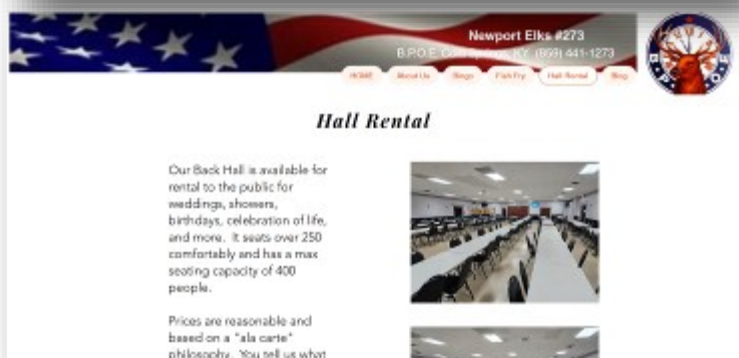 Newport Elks #273
B.P.O.E. Cold Springs, KY (859) 441-1273
HOME About Us Bingo Fish Fry Hall Rental Blog
Hall Rental
Our Back Hall is available for
rental to the public for
weddings, showers,
birthdays, celebration of life,
and more. It seats over 250
comfortably and has a max
seating capacity of 400
people.
Prices are reasonable and
based on a "ala carte"
philosophy. You tell us what